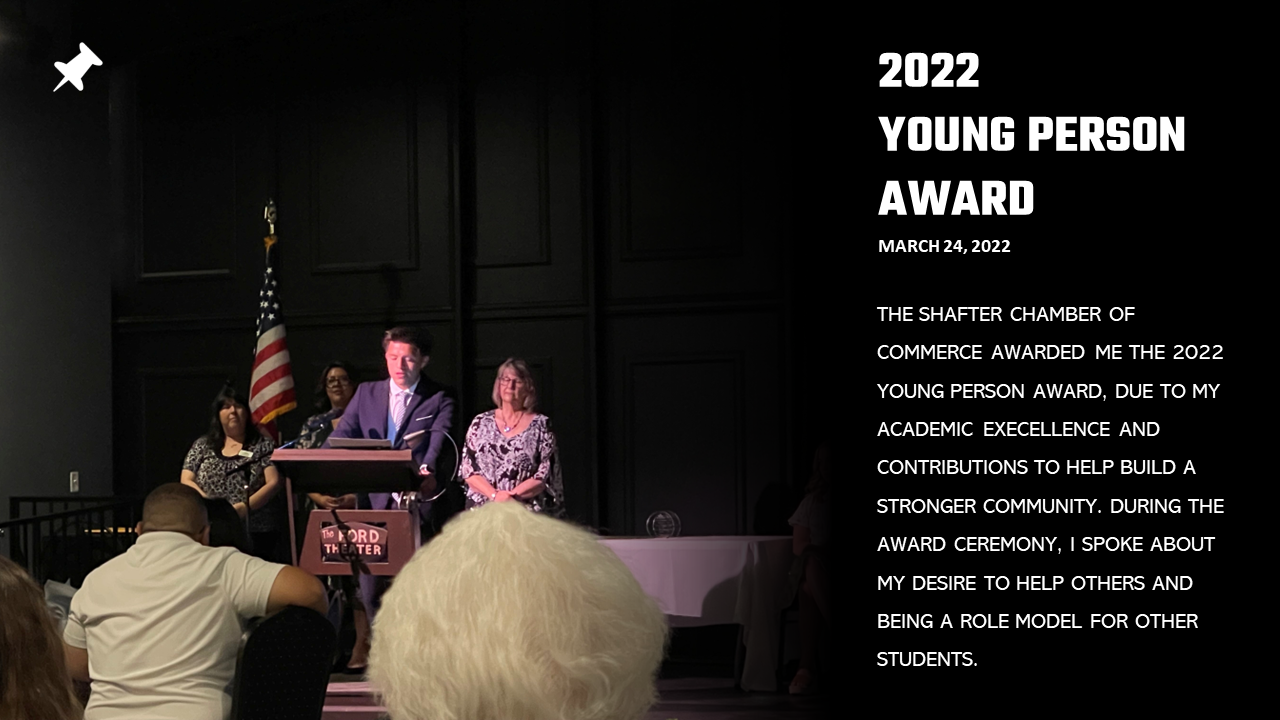 2022
YOUNG PERSON
AWARD
MARCH 24, 2022
THE SHAFTER CHAMBER OF
COMMERCE AWARDED ME THE 2022
YOUNG PERSON AWARD, DUE TO MY
ACADEMIC EXECELLENCE AND
CONTRIBUTIONS TO HELP BUILD A
STRONGER COMMUNITY. DURING THE
AWARD CEREMONY, I SPOKE ABOUT
MY DESIRE TO HELP OTHERS AND
BEING A ROLE MODEL FOR OTHER
STUDENTS.
The FORD
THEATER